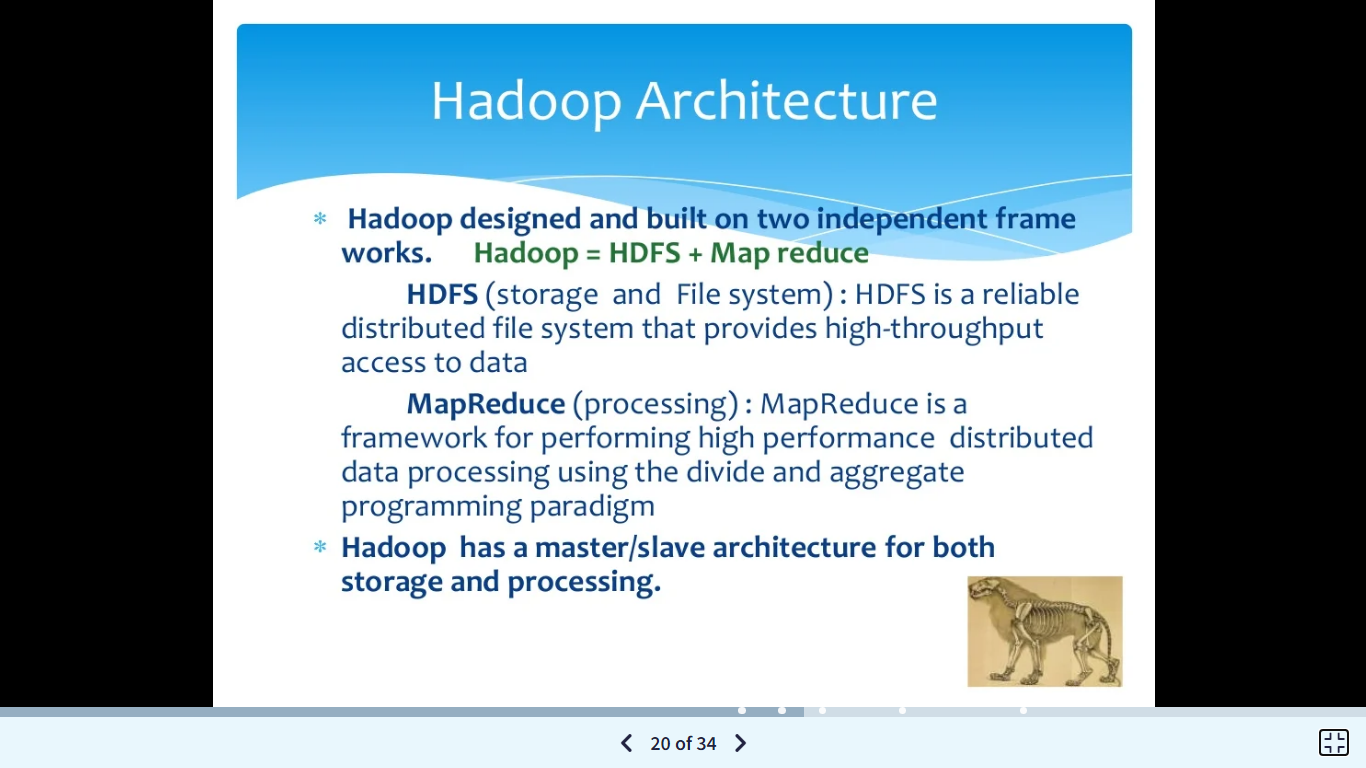 Hadoop Architecture
* Hadoop designed and built on two independent frame
works. Hadoop = HDFS + Map reduce
HDFS (storage and File system) : HDFS is a reliable
distributed file system that provides high-throughput
access to data
MapReduce (processing) : MapReduce is a
framework for performing high performance distributed
data processing using the divide and aggregate
programming paradigm
* Hadoop has a master/slave architecture for both
storage and processing.
20 of 34